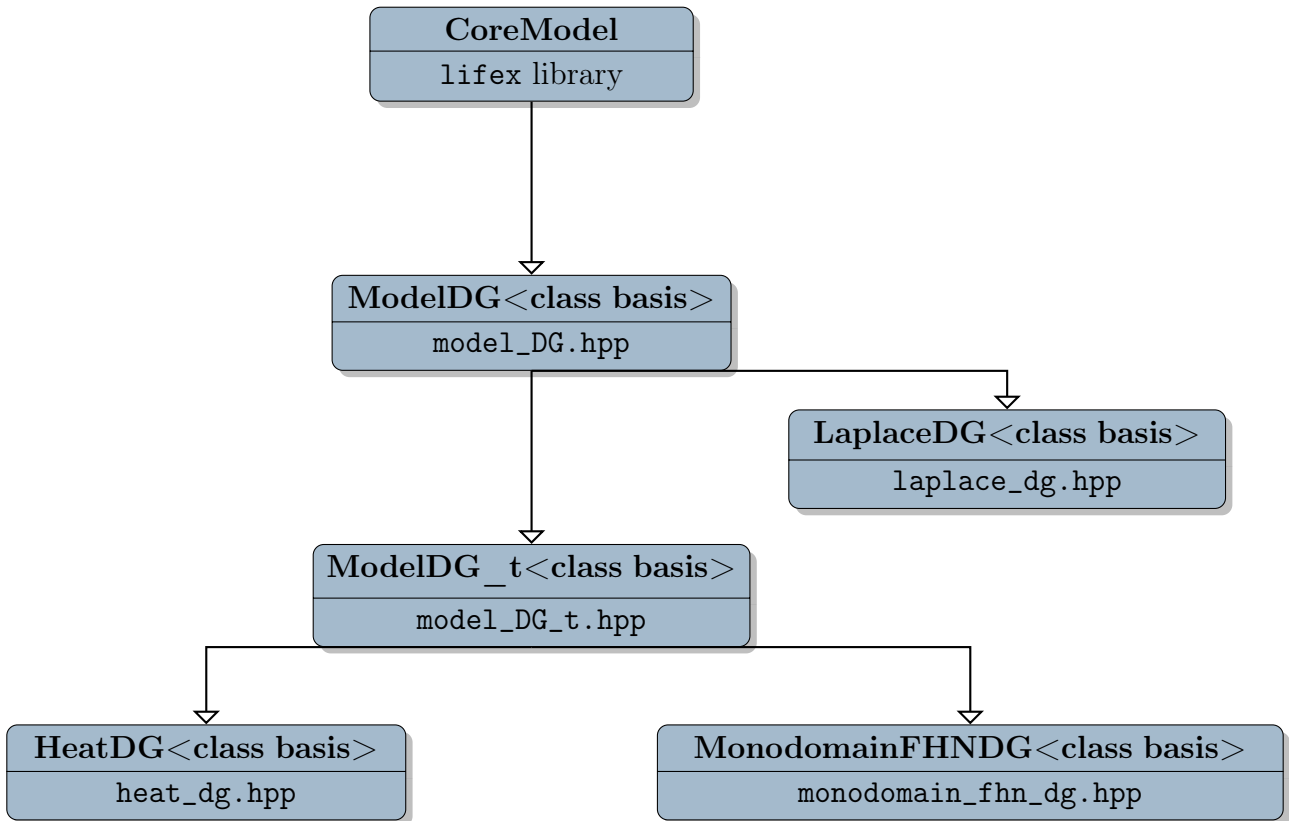 CoreModel
lifex library
ModelDG<class basis>
model_DG.hpp
LaplaceDG<class basis>
laplace_dg.hpp
ModelDG_t<class basis>
model_DG_t.hpp
HeatDG<class basis>
heat_dg.hpp
MonodomainFHNDG<class basis>
monodomain_fhn_dg.hpp